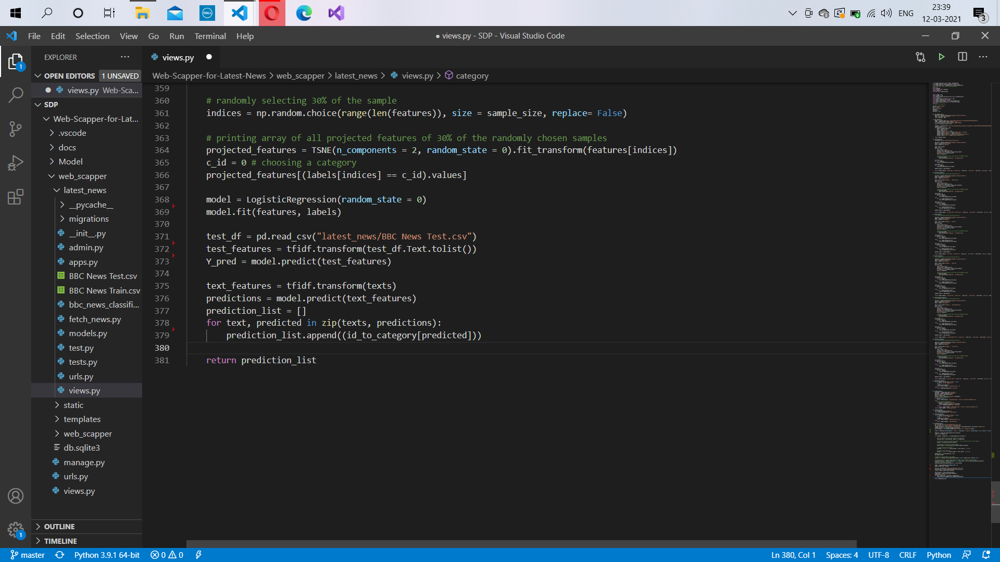 DELL
ENG
23:39
12-03-2021
3
File Edit Selection View Go Run Terminal Help
● views.py - SDP - Visual Studio Code
EXPLORER ···
views.py ●
OPEN EDITORS 1 UNSAVED
Web-Scapper-for-Latest-News > web_scapper > latest_news > views.py > category
1
● views.py Web-Sca...
SDP
Web-Scapper-for-Lat...
.vscode
docs
Model
web_scapper
latest_news
__pycache__
migrations
__init__.py
admin.py
apps.py
BBC News Test.csv
BBC News Train.csv
bbc_news_classifi...
fetch_news.py
models.py
test.py
tests.py
urls.py
views.py
static
templates
web_scapper
db.sqlite3
manage.py
urls.py
views.py
OUTLINE
TIMELINE
1
359
360 # randomly selecting 30% of the sample
361 indices = np.random.choice(range(len(features)), size = sample_size, replace= False)
362
363 # printing array of all projected features of 30% of the randomly chosen samples
364 projected_features = TSNE(n_components = 2, random_state = 0).fit_transform(features[indices])
365 c_id = 0 # choosing a category
366 projected_features[(labels[indices] == c_id).values]
367
368 model = LogisticRegression(random_state = 0)
369 model.fit(features, labels)
370
371 test_df = pd.read_csv("latest_news/BBC News Test.csv")
372 test_features = tfidf.transform(test_df.Text.tolist())
373 Y_pred = model.predict(test_features)
374
375 text_features = tfidf.transform(texts)
376 predictions = model.predict(text_features)
377 prediction_list = []
378 for text, predicted in zip(texts, predictions):
379 prediction_list.append((id_to_category[predicted]))
380
381 return prediction_list
master Python 3.9.1 64-bit 0 0 Ln 380, Col 1 Spaces: 4 UTF-8 CRLF Python